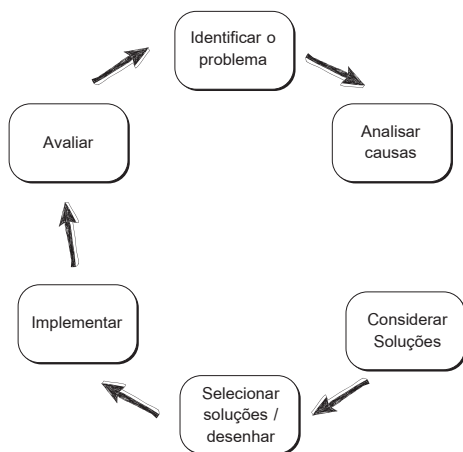 Identificar o
problema
Analisar
causas
Considerar
Soluções
Selecionar
soluções /
desenhar
Implementar
Avaliar